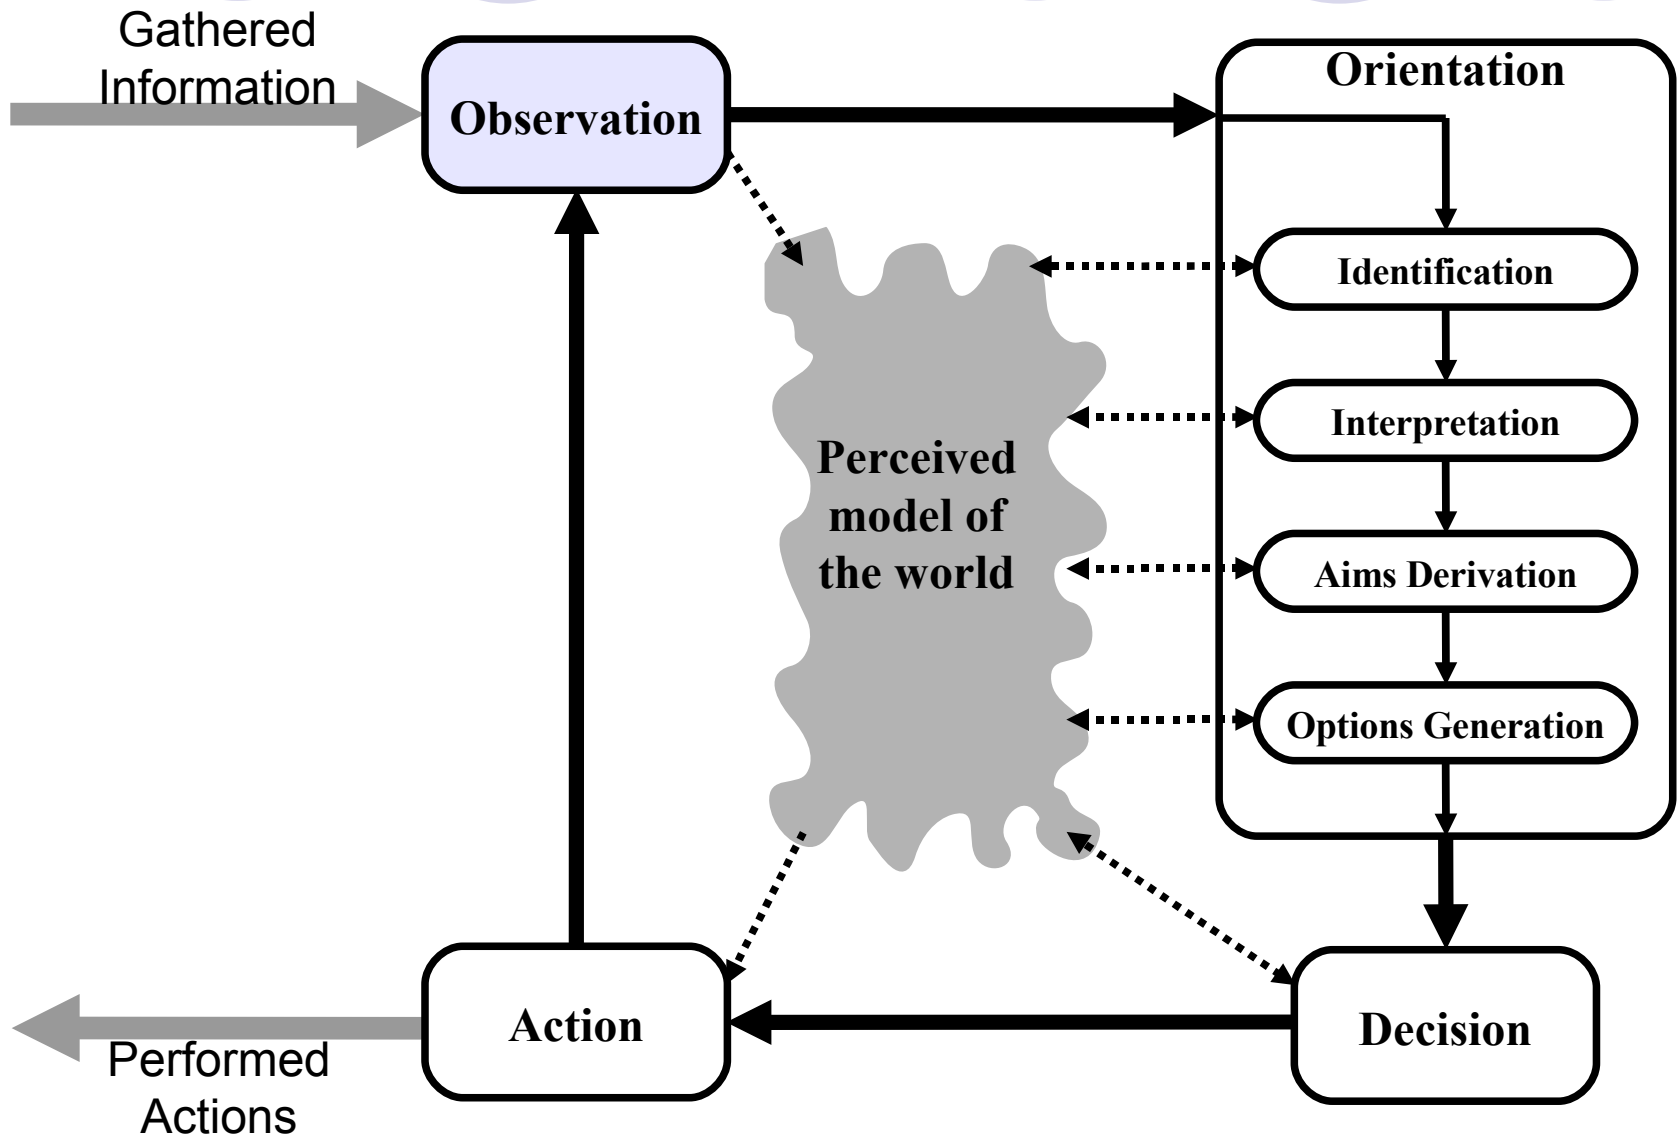 Gathered
Information
Observation
Orientation
Identification
Interpretation
Aims Derivation
Options Generation
Perceived
model of
the world
Action
Decision
Performed
Actions